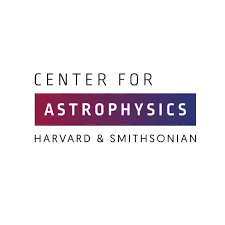 CENTER FOR
ASTROPHYSICS
HARVARD & SMITHSONIAN